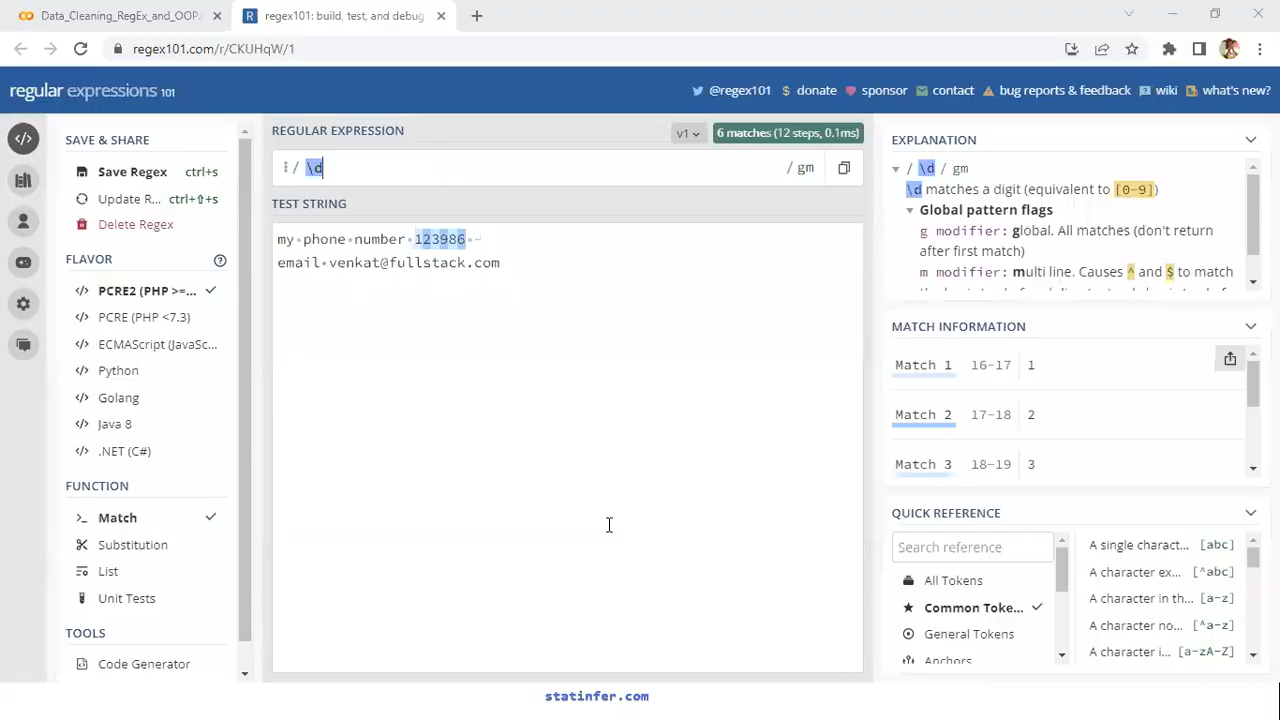 Data_Cleaning_RegEx_and_OOP.
regex101: build, test, and debug
regex101.com/r/CKUHqW/1
regular expressions 101
@regex101
$ donate
sponsor
contact
bug reports & feedback
wiki
what's new?
SAVE & SHARE
Save Regex ctrl+s
Update R... ctrl+⇧+s
Delete Regex
FLAVOR
</> PCRE2 (PHP >=...
</> PCRE (PHP <7.3)
</> ECMAScript (JavaSc...
</> Python
</> Golang
</> Java 8
</> .NET (C#)
FUNCTION
Match
Substitution
List
Unit Tests
TOOLS
Code Generator
REGULAR EXPRESSION
v1
6 matches (12 steps, 0.1ms)
/ \d / gm
TEST STRING
my·phone·number·123986·
email·venkat@fullstack.com
EXPLANATION
/ \d / gm
\d matches a digit (equivalent to [0-9])
Global pattern flags
g modifier: global. All matches (don't return
after first match)
m modifier: multi line. Causes ^ and $ to match
MATCH INFORMATION
Match 1 16-17 1
Match 2 17-18 2
Match 3 18-19 3
QUICK REFERENCE
Search reference
All Tokens
Common Toke...
General Tokens
Anchors
A single charact... [abc]
A character ex... [^abc]
A character in th... [a-z]
A character no... [^a-z]
A character i... [a-zA-Z]
statinfer.com